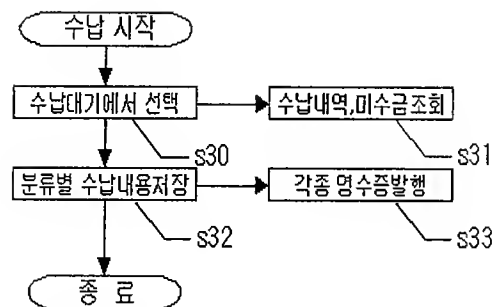 수납 시작
수납대기에서 선택
수납내역,미수금조회
s30
s31
분류별 수납내용저장
각종 영수증발행
s32
s33
종 료